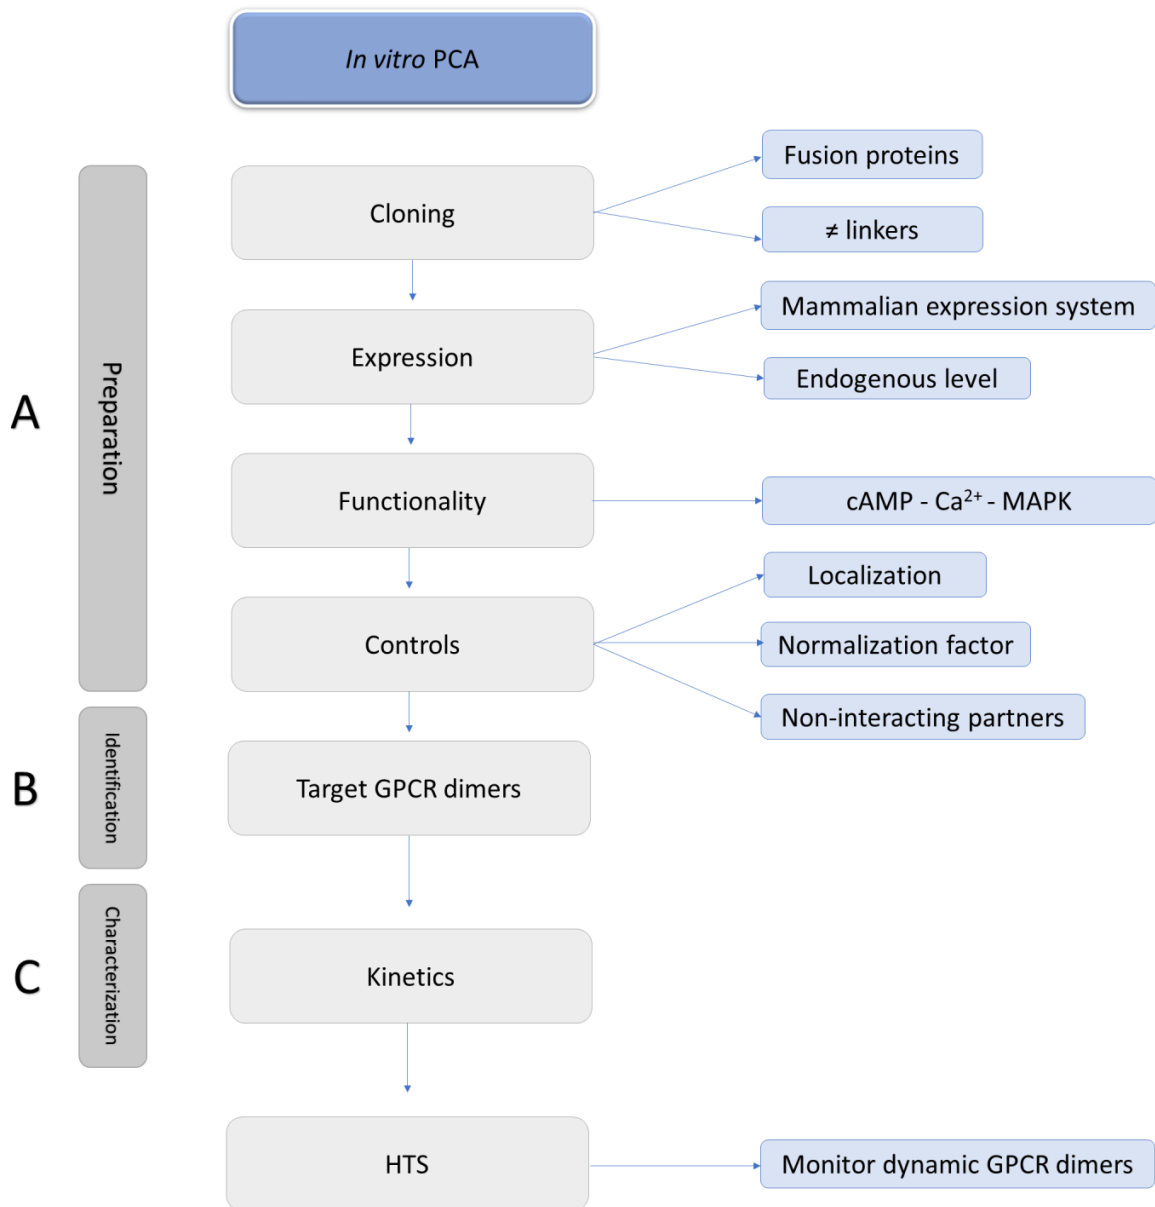 In vitro PCA
A
Preparation
Cloning
Fusion proteins
≠ linkers
Expression
Mammalian expression system
Endogenous level
Functionality
cAMP - Ca²⁺ - MAPK
Controls
Localization
Normalization factor
Non-interacting partners
B
Identification
Target GPCR dimers
C
Characterization
Kinetics
HTS
Monitor dynamic GPCR dimers